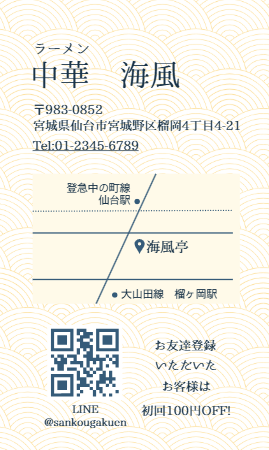 ラーメン
中華　海風
〒983-0852
宮城県仙台市宮城野区榴岡4丁目4-21
Tel:01-2345-6789
登急中の町線
仙台駅
海風亭
大山田線　榴ヶ岡駅
お友達登録
いただいた
お客様は
初回100円OFF!
LINE
@sankougakuen